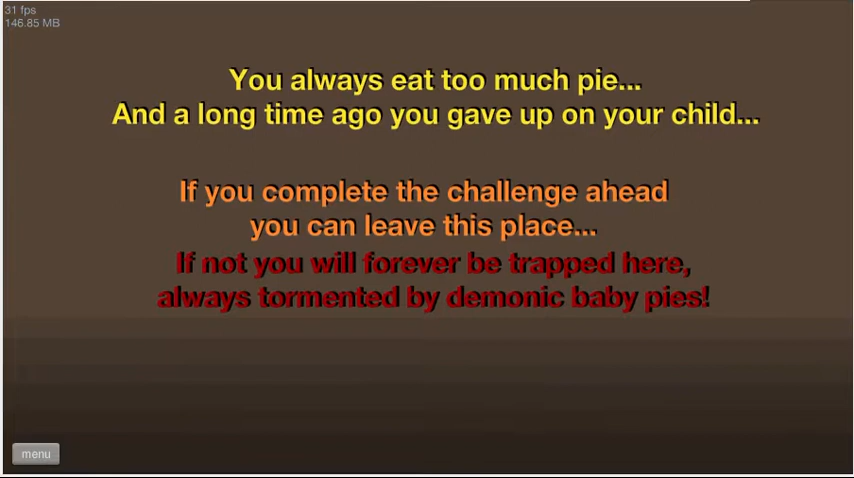 31 fps
146.85 MB
You always eat too much pie...
And a long time ago you gave up on your child...
If you complete the challenge ahead
you can leave this place...
If not you will forever be trapped here,
always tormented by demonic baby pies!
menu